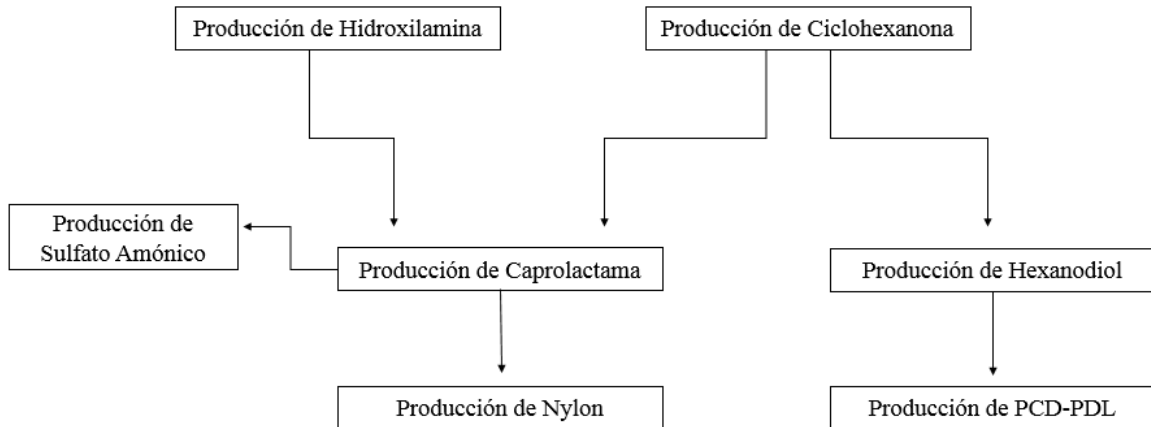 Producción de Hidroxilamina
Producción de Ciclohexanona
Producción de
Sulfato Amónico
Producción de Caprolactama
Producción de Hexanodiol
Producción de Nylon
Producción de PCD-PDL